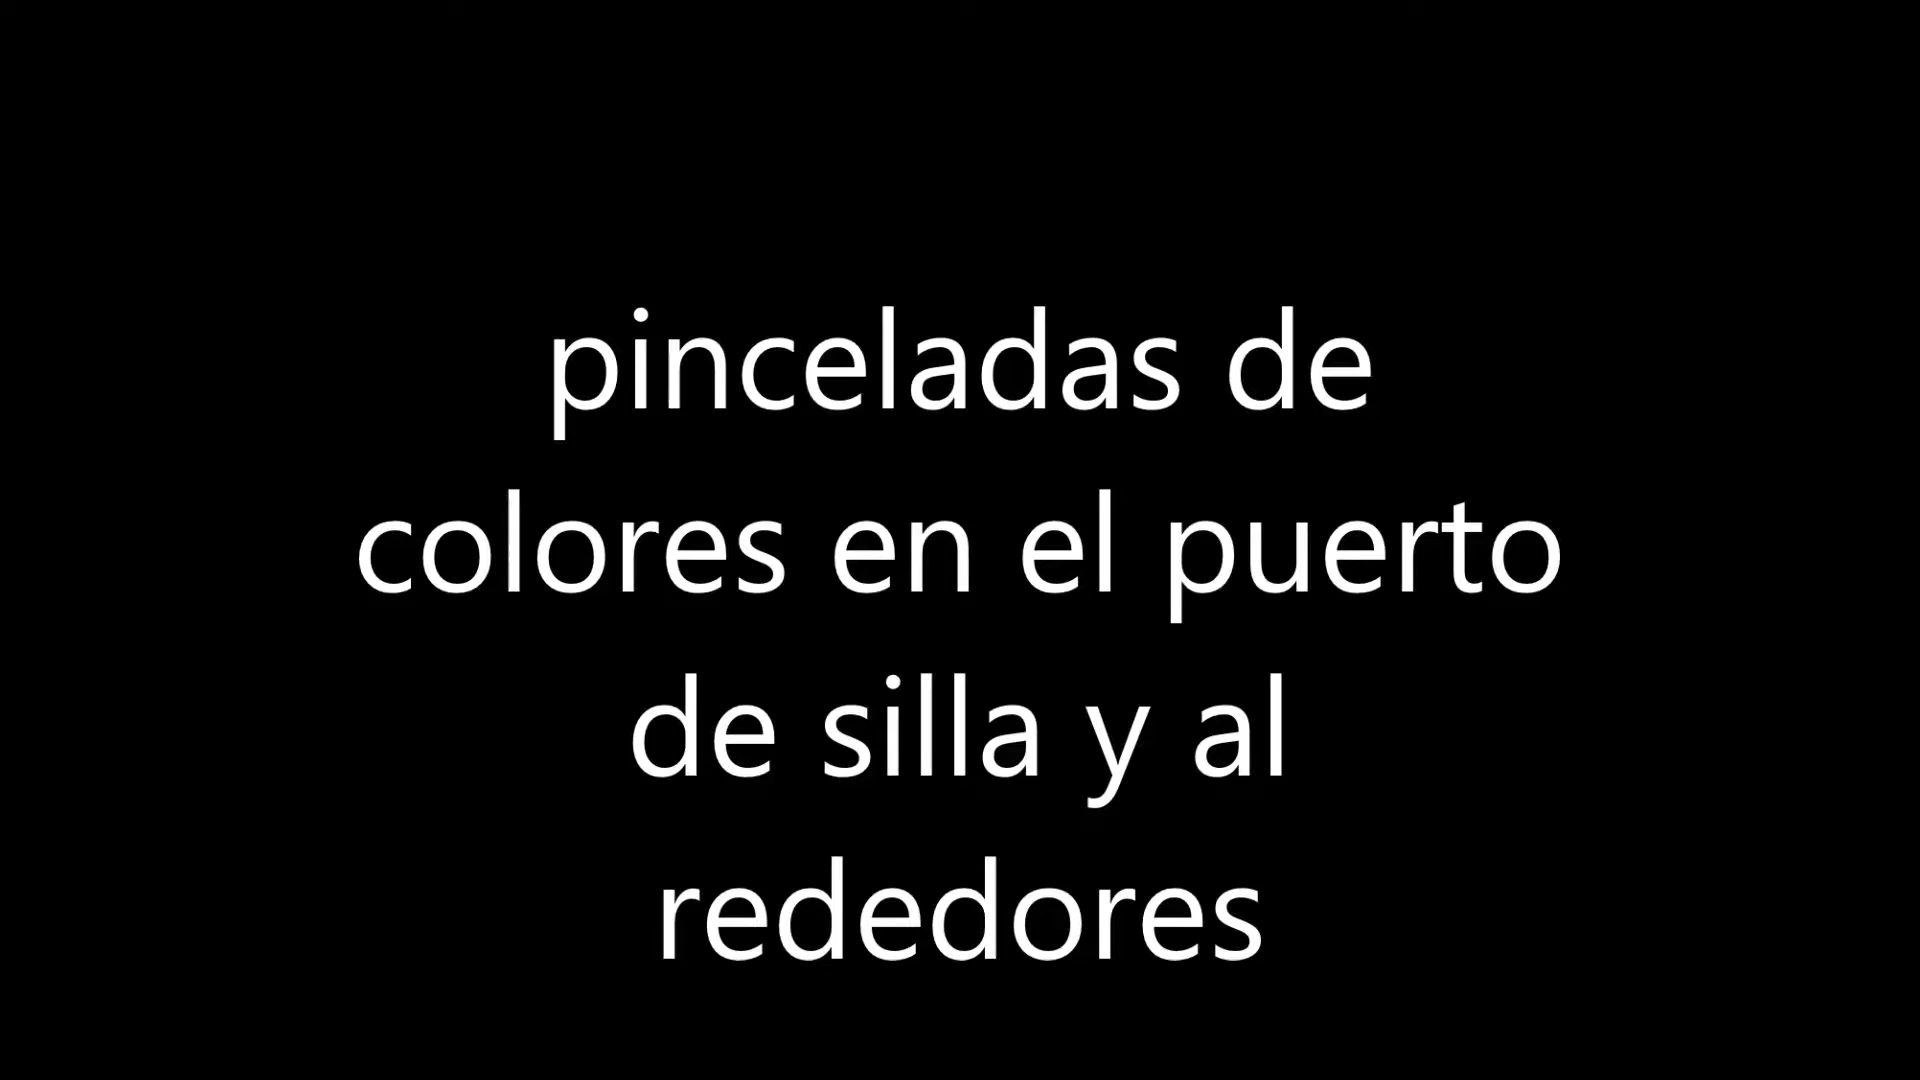 pinceladas de
colores en el puerto
de silla y al
rededores